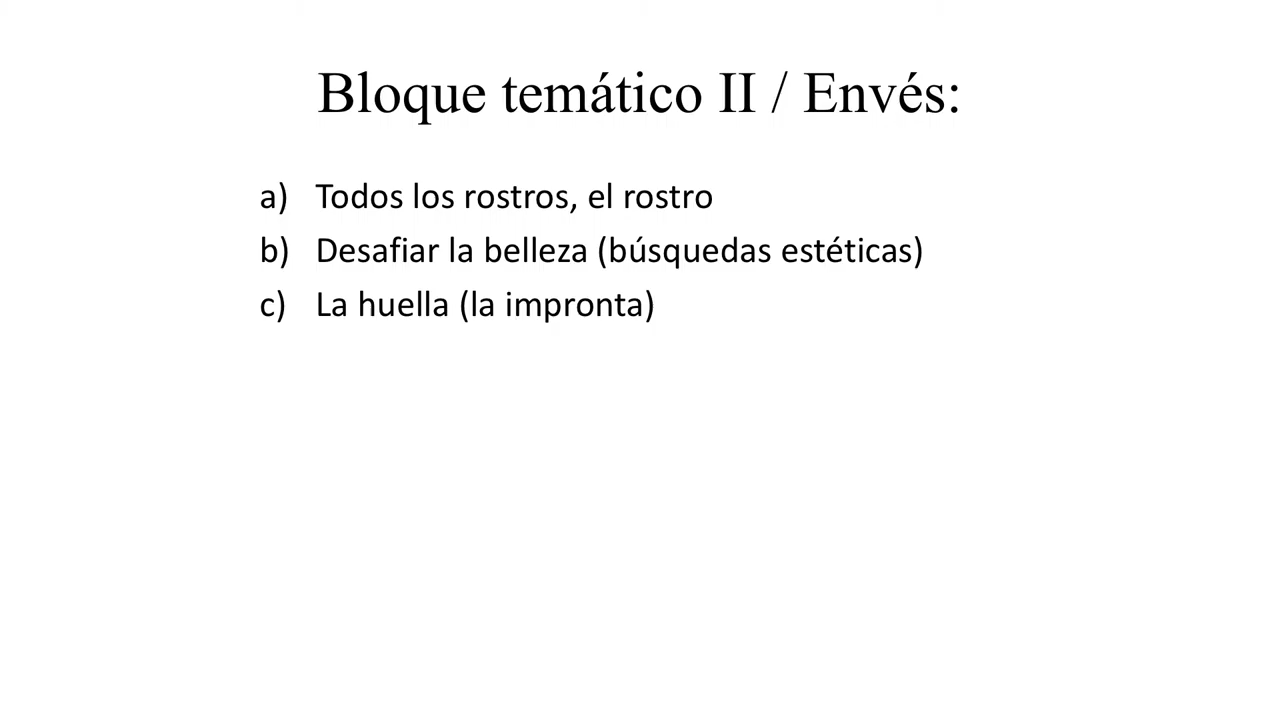 Bloque temático II / Envés:
a) Todos los rostros, el rostro
b) Desafiar la belleza (búsquedas estéticas)
c) La huella (la impronta)